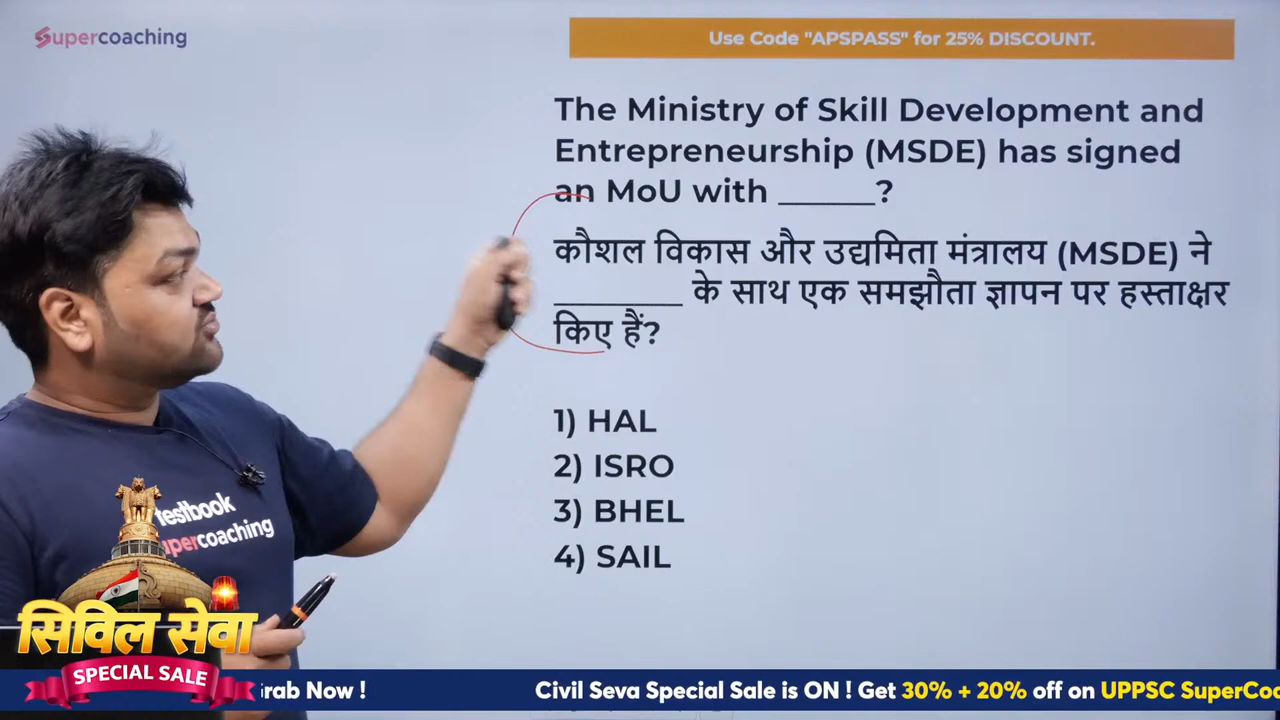 Supercoaching
Use Code "APSPASS" for 25% DISCOUNT.
The Ministry of Skill Development and
Entrepreneurship (MSDE) has signed
an MoU with ______?
कौशल विकास और उद्यमिता मंत्रालय (MSDE) ने
________ के साथ एक समझौता ज्ञापन पर हस्ताक्षर
किए हैं?
1) HAL
2) ISRO
3) BHEL
4) SAIL
testbook
percoaching
सिविल सेवा
SPECIAL SALE
Grab Now ! Civil Seva Special Sale is ON ! Get 30% + 20% off on UPPSC SuperCoa